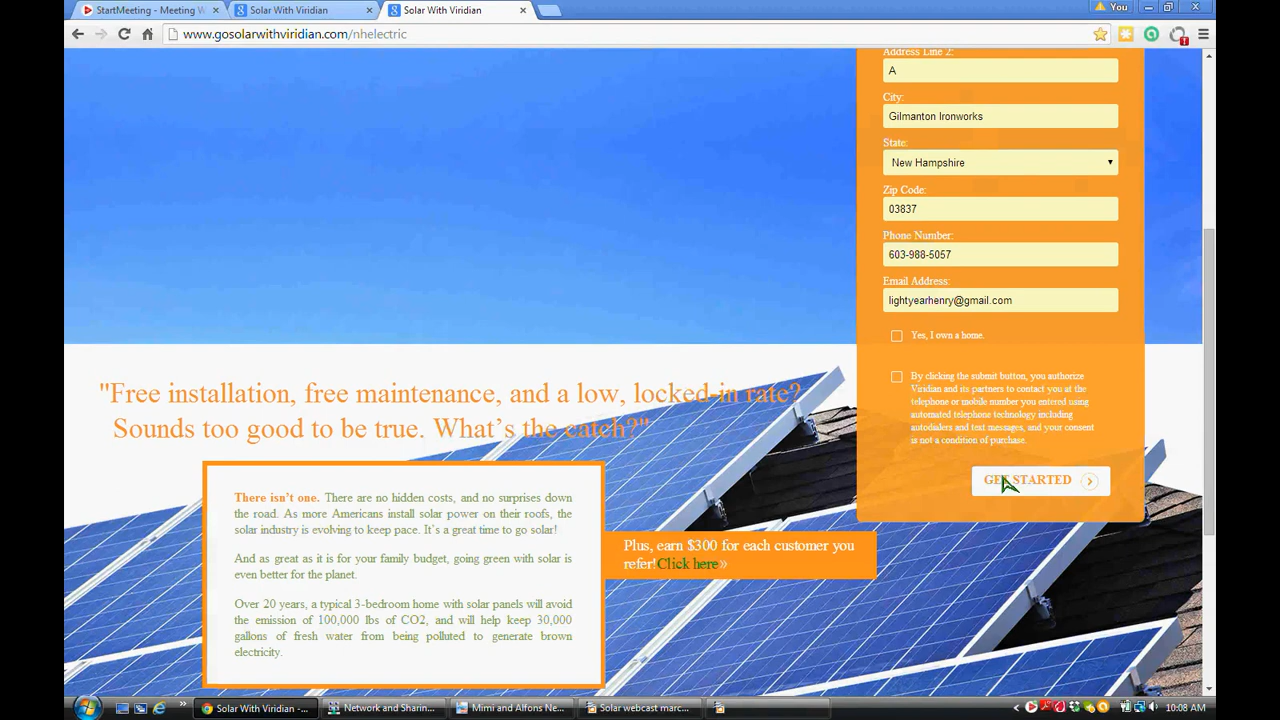 StartMeeting - Meeting W
Solar With Viridian
Solar With Viridian
You
www.gosolarwithviridian.com/nhelectric
Address Line 2:
A
City:
Gilmanton Ironworks
State:
New Hampshire
Zip Code:
03837
Phone Number:
603-988-5057
Email Address:
lightyearhenry@gmail.com
Yes, I own a home.
By clicking the submit button, you authorize
Viridian and its partners to contact you at the
telephone or mobile number you entered using
automated telephone technology including
autodialers and text messages, and your consent
is not a condition of purchase.
GET STARTED
"Free installation, free maintenance, and a low, locked-in rate?
Sounds too good to be true. What's the catch?"
There isn't one. There are no hidden costs, and no surprises down
the road. As more Americans install solar power on their roofs, the
solar industry is evolving to keep pace. It's a great time to go solar!
And as great as it is for your family budget, going green with solar is
even better for the planet.
Over 20 years, a typical 3-bedroom home with solar panels will avoid
the emission of 100,000 lbs of CO2, and will help keep 30,000
gallons of fresh water from being polluted to generate brown
electricity.
Plus, earn $300 for each customer you
refer!Click here»
Solar With Viridian -...
Network and Sharin...
Mimi and Alfons Ne...
Solar webcast marc...
10:08 AM